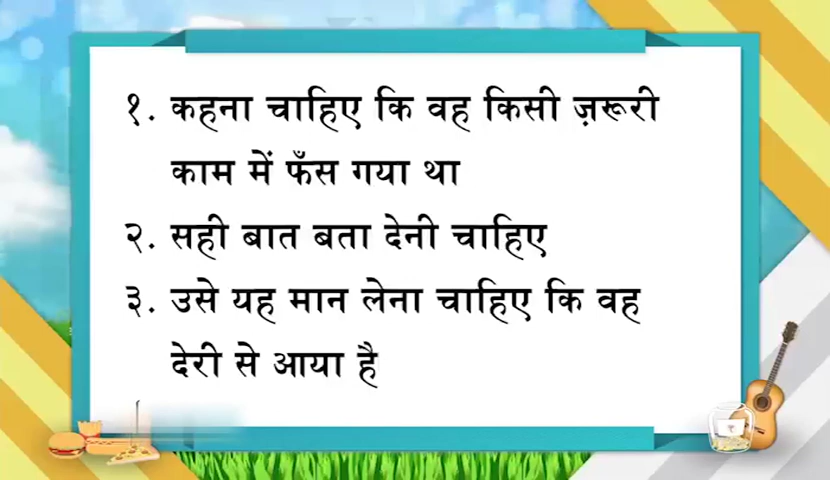 १. कहना चाहिए कि वह किसी ज़रूरी
काम में फँस गया था
२. सही बात बता देनी चाहिए
३. उसे यह मान लेना चाहिए कि वह
देरी से आया है